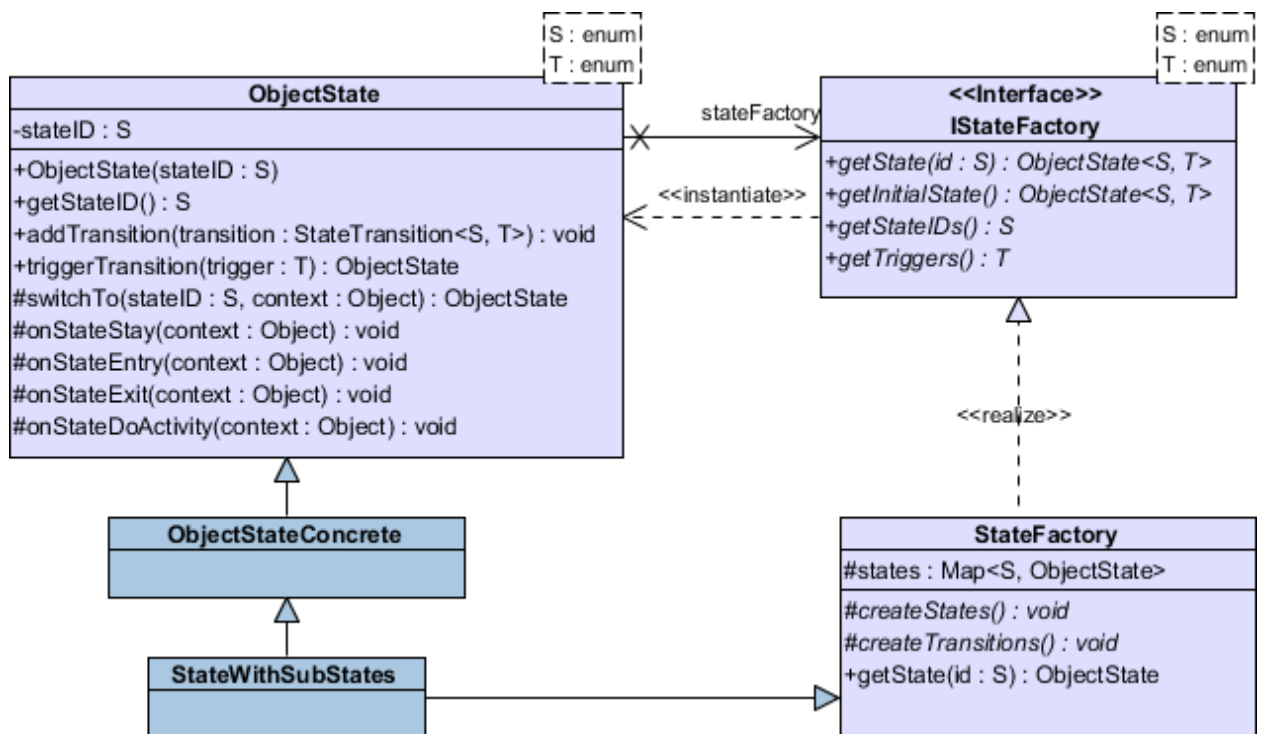 S : enum
T : enum
ObjectState
-stateID : S
+ObjectState(stateID : S)
+getStateID() : S
+addTransition(transition : StateTransition<S, T>) : void
+triggerTransition(trigger : T) : ObjectState
#switchTo(stateID : S, context : Object) : ObjectState
#onStateStay(context : Object) : void
#onStateEntry(context : Object) : void
#onStateExit(context : Object) : void
#onStateDoActivity(context : Object) : void
stateFactory
<<instantiate>>
S : enum
T : enum
<<Interface>>
IStateFactory
+getState(id : S) : ObjectState<S, T>
+getInitialState() : ObjectState<S, T>
+getStateIDs() : S
+getTriggers() : T
<<realize>>
ObjectStateConcrete
StateWithSubStates
StateFactory
#states : Map<S, ObjectState>
#createStates() : void
#createTransitions() : void
+getState(id : S) : ObjectState